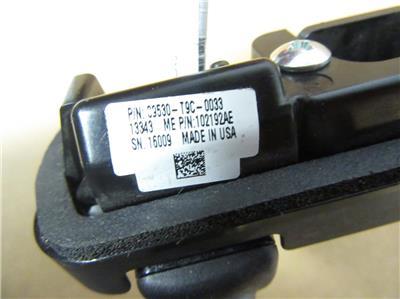 P/N: 03530-T9C-0033
13343 ME P/N:102192AE
SN: 16009 MADE IN USA